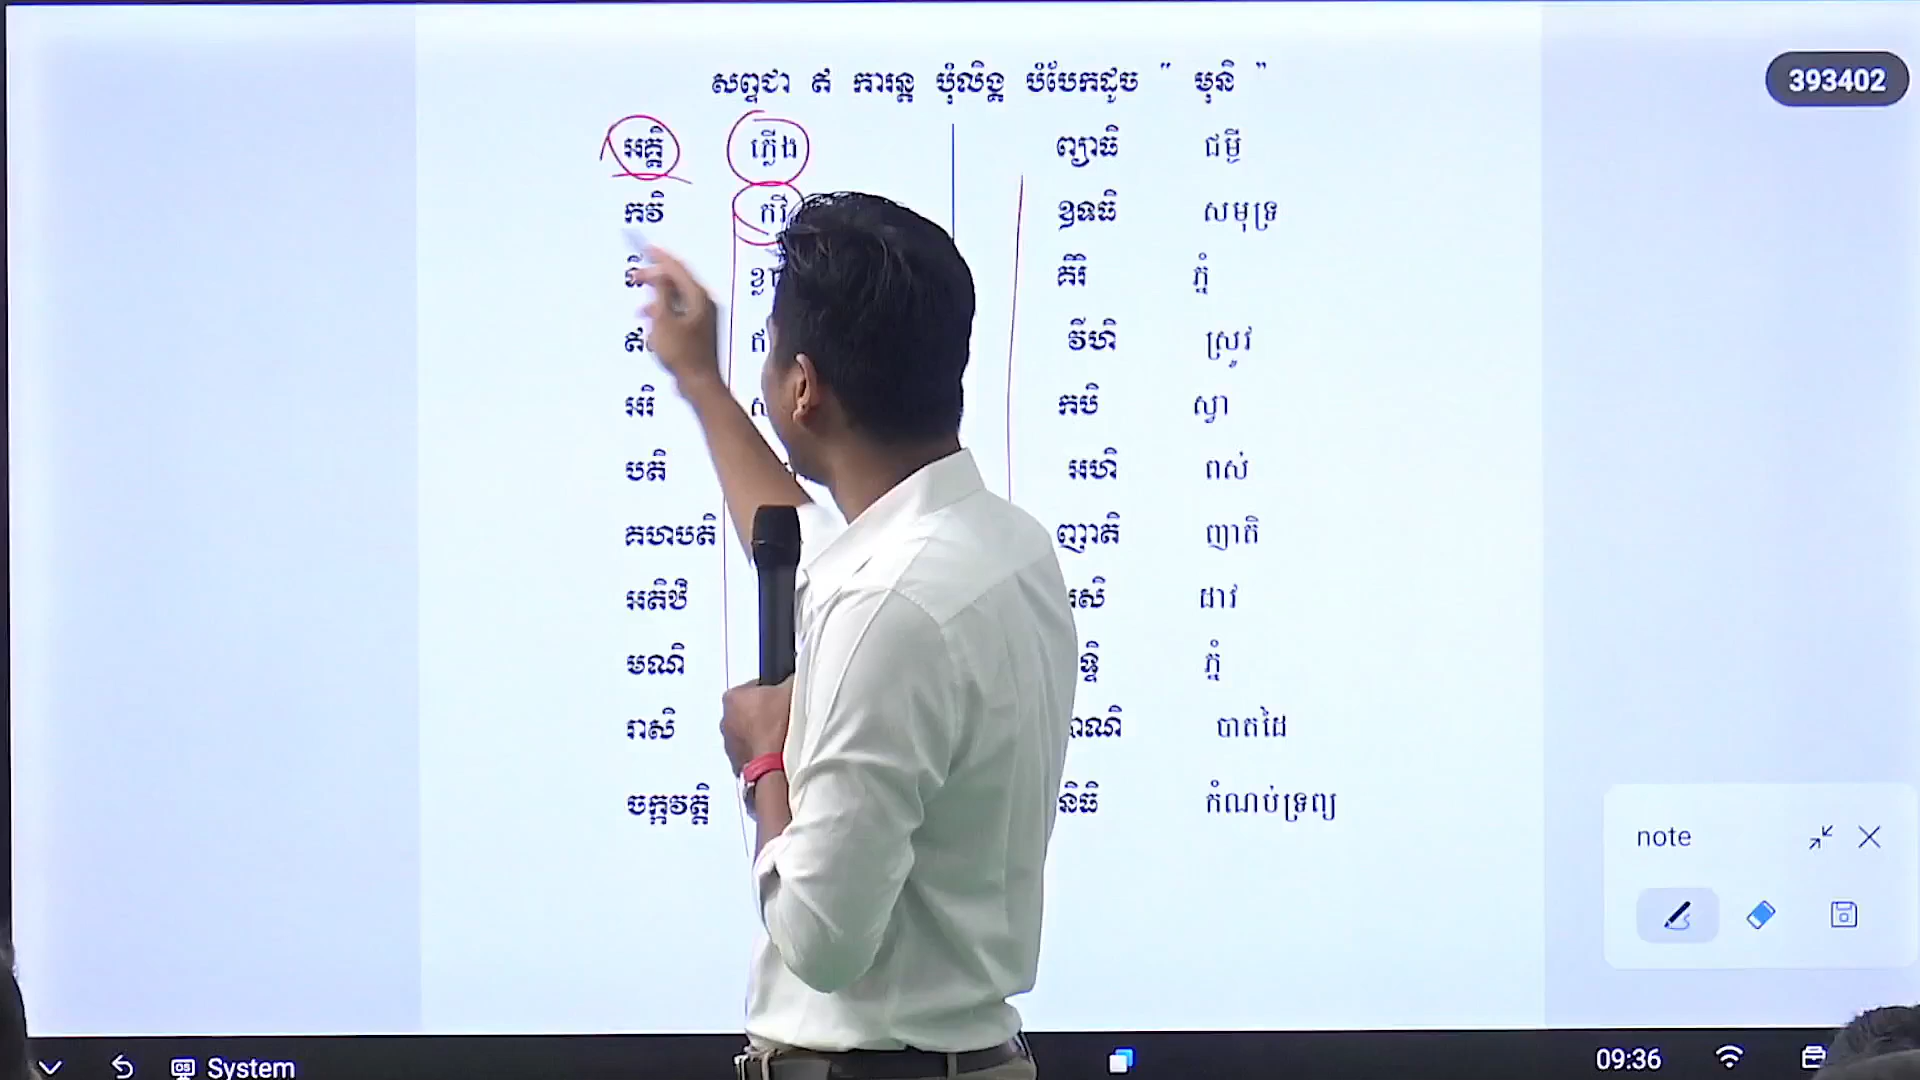 សព្ទជា ឥ ការន្ត បុំលិង្គ បំបែកដូច " មុនិ "
393402
អគ្គិ ភ្លើង ព្យាធិ ជម្ងឺ
កវិ កវី ឧទធិ សមុទ្រ
គិរិ ភ្នំ
វីហិ ស្រូវ
អរិ កបិ ស្វា
បតិ អហិ ពស់
គហបតិ ញាតិ ញាតិ
អតិថិ ដាវ
មណិ ភ្នំ
រាសិ បាតដៃ
ចក្កវត្តិ និធិ កំណប់ទ្រព្យ
note
System
09:36